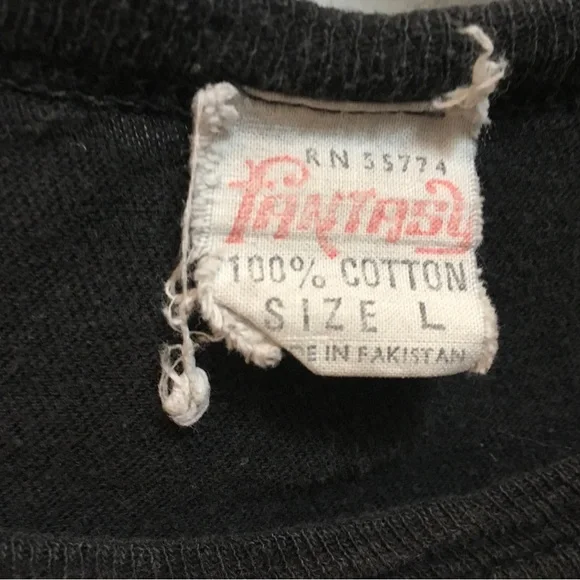 RN 55774
FANTASY
100% COTTON
SIZE L
E IN PAKISTAN